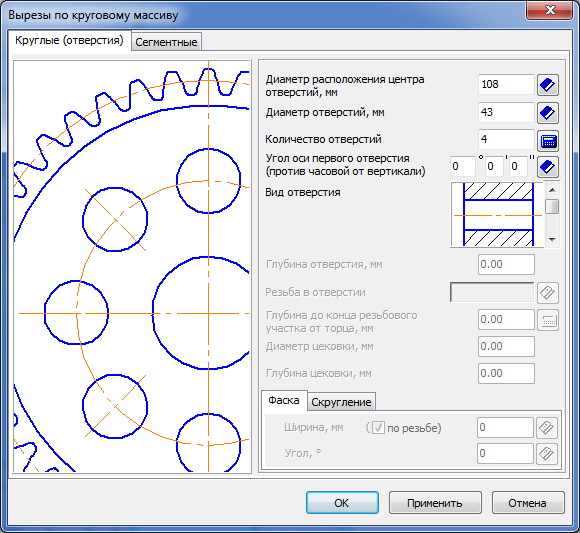 Вырезы по круговому массиву
Круглые (отверстия) Сегментные
Диаметр расположения центра
отверстий, мм 108
Диаметр отверстий, мм 43
Количество отверстий 4
Угол оси первого отверстия
(против часовой от вертикали) 0 ° 0 ' 0 "
Вид отверстия
Глубина отверстия, мм 0.00
Резьба в отверстии
Глубина до конца резьбового
участка от торца, мм 0.00
Диаметр цековки, мм 0.00
Глубина цековки, мм 0.00
Фаска Скругление
Ширина, мм ( по резьбе) 0
Угол, ° 0
OK Применить Отмена